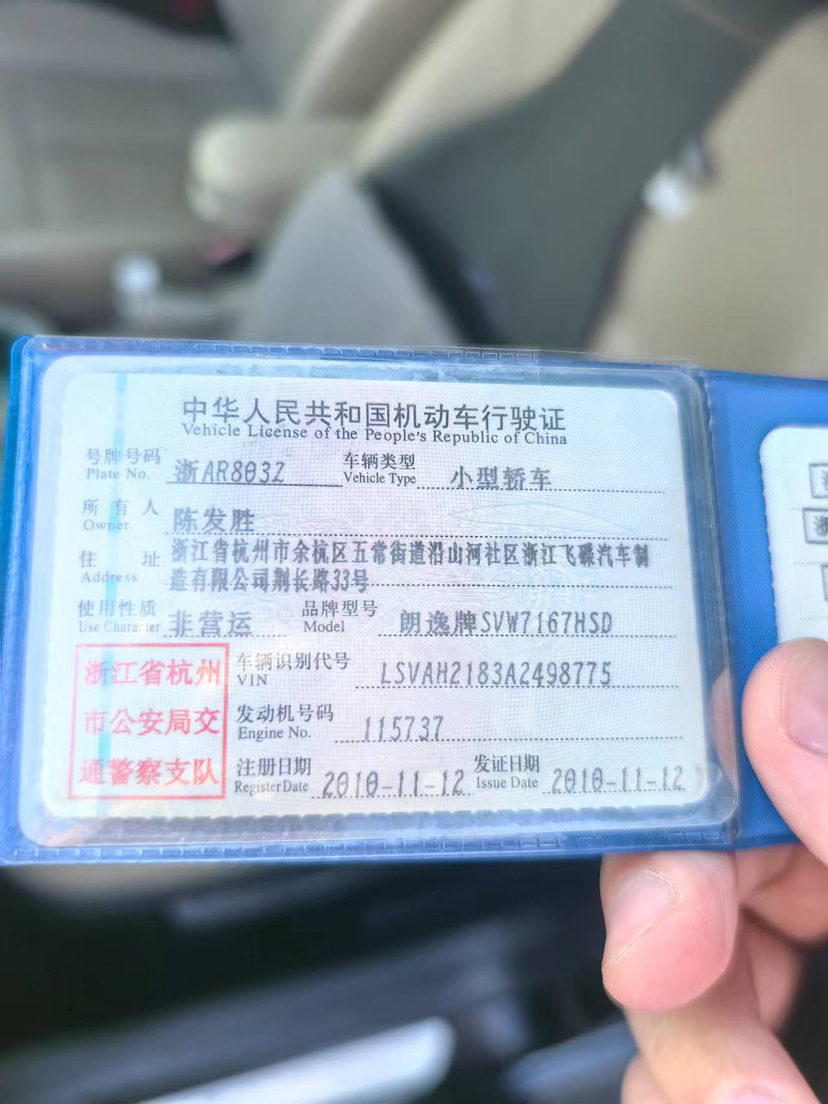 中华人民共和国机动车行驶证
Vehicle License of the People's Republic of China
号牌号码 浙AR803Z 车辆类型 小型轿车
Plate No. Vehicle Type
所有人 陈发胜
Owner
住址 浙江省杭州市余杭区五常街道沿山河社区浙江飞碟汽车制
Address 造有限公司荆长路33号
使用性质 非营运 品牌型号 朗逸牌SVW7167HSD
Use Character Model
浙江省杭州
市公安局交
通警察支队
车辆识别代号 LSVAH2183A2498775
VIN
发动机号码 115737
Engine No.
注册日期 2010-11-12 发证日期 2010-11-12
Register Date Issue Date